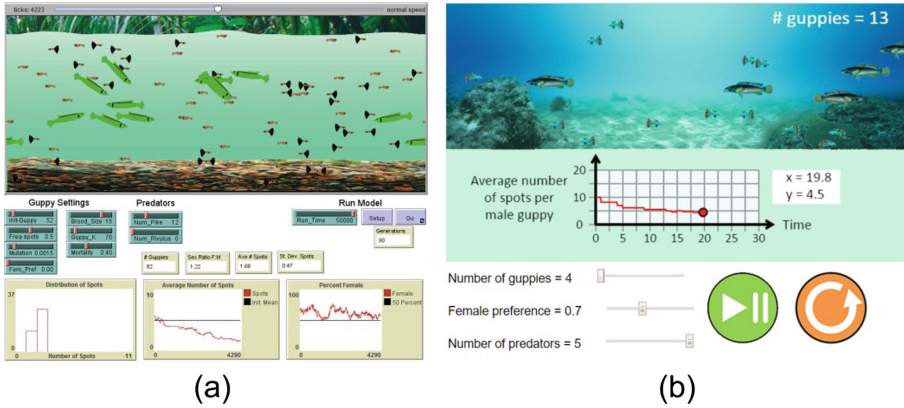 ticks: 4223
normal speed
Guppy Settings
Predators
Run Model
Init-Guppy 52
Brood_Size 15
Num_Pike 12
Run_Time 50000
Setup
Go
Freq-spots 0.5
Guppy_K 70
Num_Rivulus 0
Generations
90
Mutation 0.0015
Mortality 0.40
Fem_Pref 0.00
# Guppies
62
Sex Ratio F:M
1.22
Ave # Spots
1.68
St. Dev. Spots
0.47
Distribution of Spots
37
0
0
11
Number of Spots
Average Number of Spots
10
0
0
4290
Spots
Init. Mean
Percent Female
100
0
0
4290
Female
50 Percent
(a)
# guppies = 13
Average number
of spots per
male guppy
20
10
0
0 5 10 15 20 25 30
Time
x = 19.8
y = 4.5
Number of guppies = 4
Female preference = 0.7
Number of predators = 5
(b)